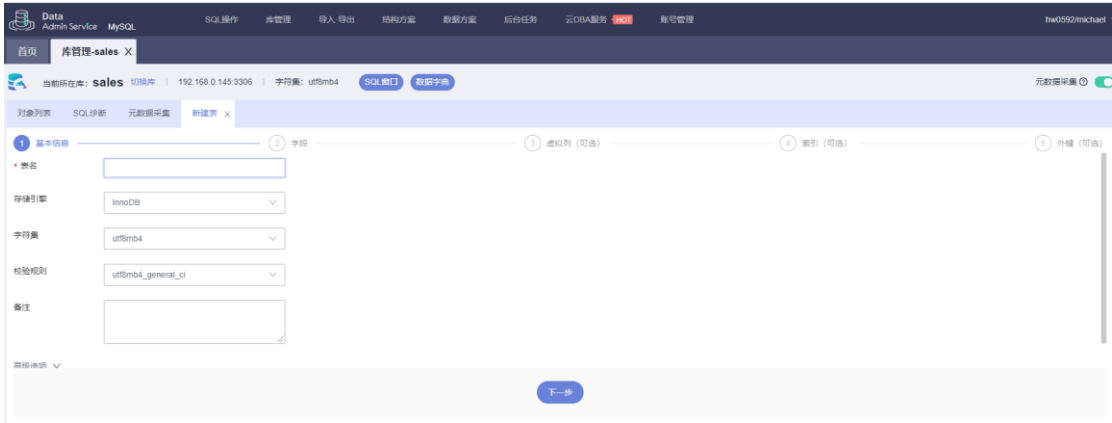 Data
Admin Service MySQL
SQL操作 库管理 导入·导出 结构方案 数据方案 后台任务 云DBA服务 HOT 账号管理 hw0592/michael
首页 库管理-sales X
当前所在库: sales 切换库 | 192.168.0.145:3306 | 字符集: utf8mb4 SQL窗口 数据字典 元数据采集
对象列表 SQL诊断 元数据采集 新建表 X
1 基本信息 2 字段 3 虚拟列（可选） 4 索引（可选） 5 外键（可选）
* 表名
存储引擎 InnoDB
字符集 utf8mb4
校验规则 utf8mb4_general_ci
备注
高级选项
下一步